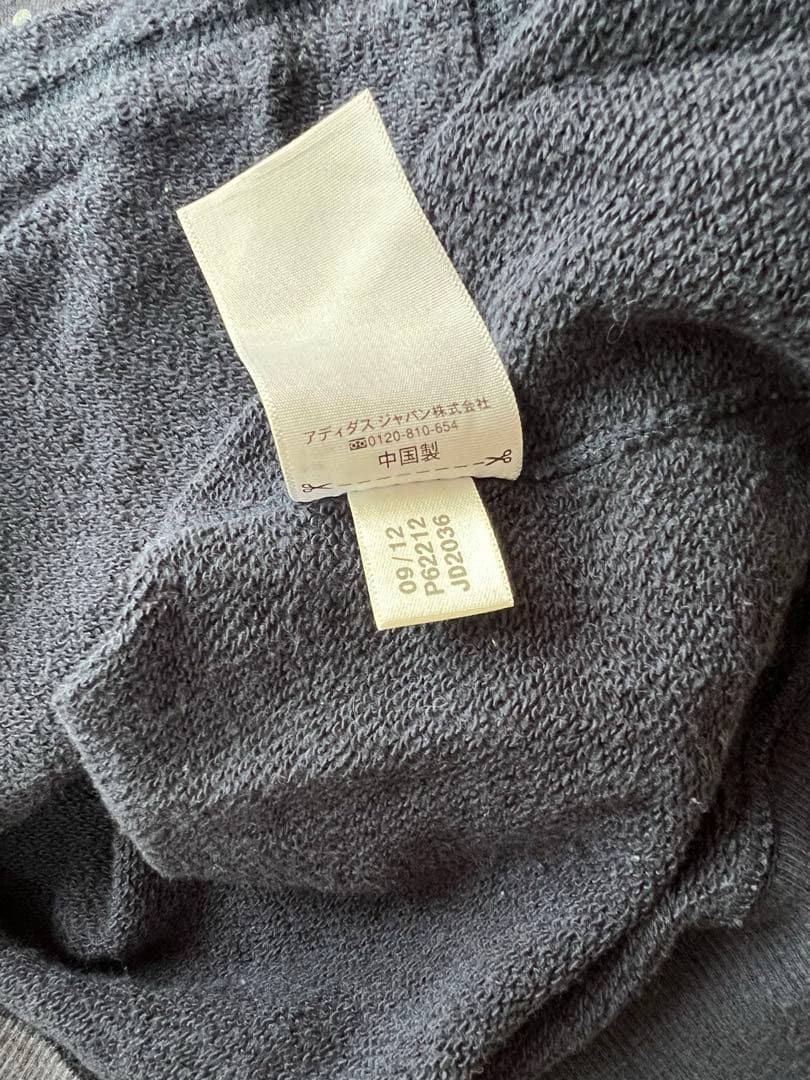 アディダス ジャパン株式会社
0120-810-654
中国製
09/12
P62212
JD2036